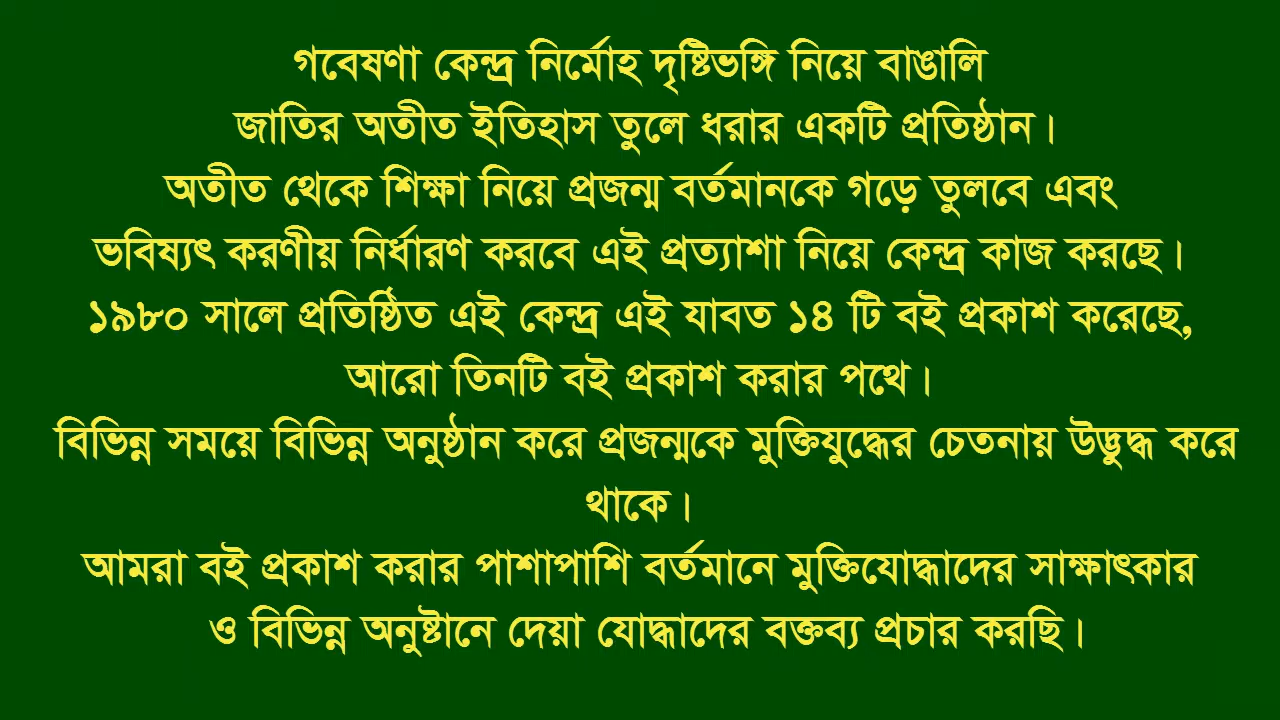 গবেষণা কেন্দ্র নির্মোহ দৃষ্টিভঙ্গি নিয়ে বাঙালি
জাতির অতীত ইতিহাস তুলে ধরার একটি প্রতিষ্ঠান।
অতীত থেকে শিক্ষা নিয়ে প্রজন্ম বর্তমানকে গড়ে তুলবে এবং
ভবিষ্যৎ করণীয় নির্ধারণ করবে এই প্রত্যাশা নিয়ে কেন্দ্র কাজ করছে।
১৯৮০ সালে প্রতিষ্ঠিত এই কেন্দ্র এই যাবত ১৪ টি বই প্রকাশ করেছে,
আরো তিনটি বই প্রকাশ করার পথে।
বিভিন্ন সময়ে বিভিন্ন অনুষ্ঠান করে প্রজন্মকে মুক্তিযুদ্ধের চেতনায় উদ্ভুদ্ধ করে
থাকে।
আমরা বই প্রকাশ করার পাশাপাশি বর্তমানে মুক্তিযোদ্ধাদের সাক্ষাৎকার
ও বিভিন্ন অনুষ্টানে দেয়া যোদ্ধাদের বক্তব্য প্রচার করছি।